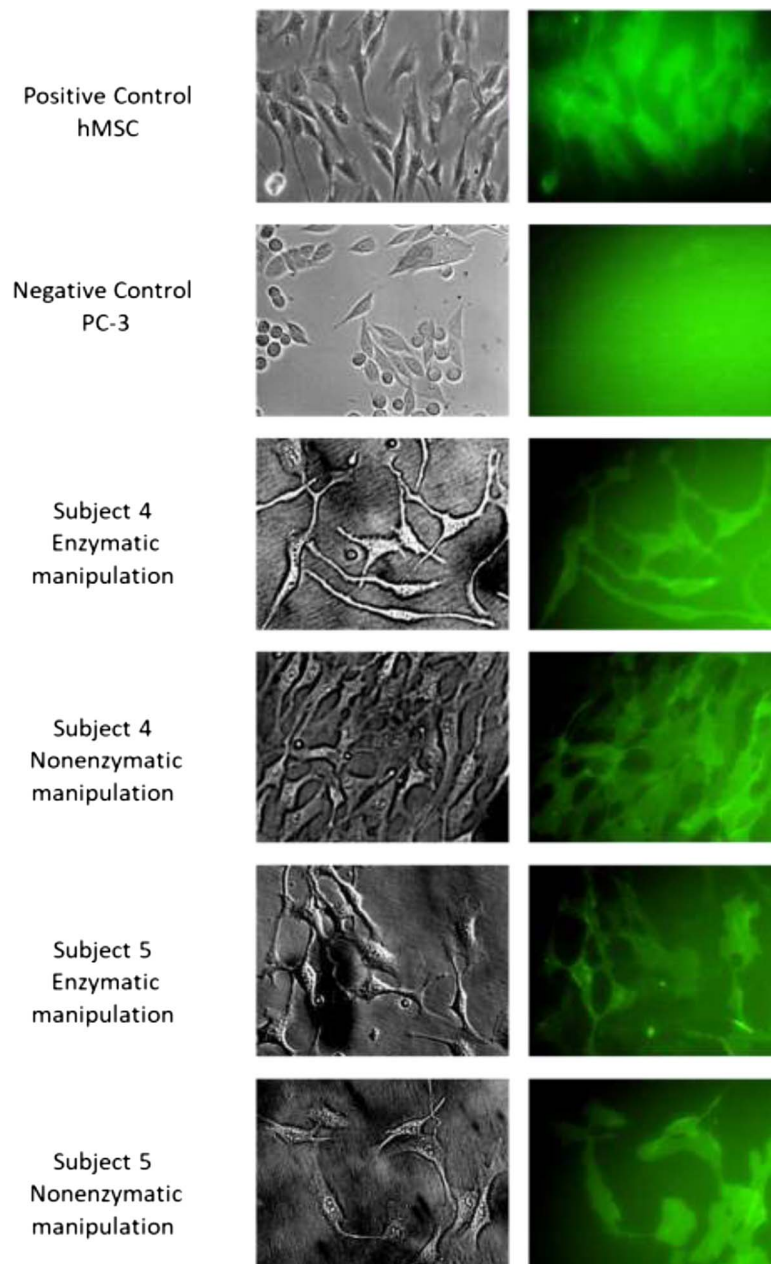 Positive Control
hMSC
Negative Control
PC-3
Subject 4
Enzymatic
manipulation
Subject 4
Nonenzymatic
manipulation
Subject 5
Enzymatic
manipulation
Subject 5
Nonenzymatic
manipulation